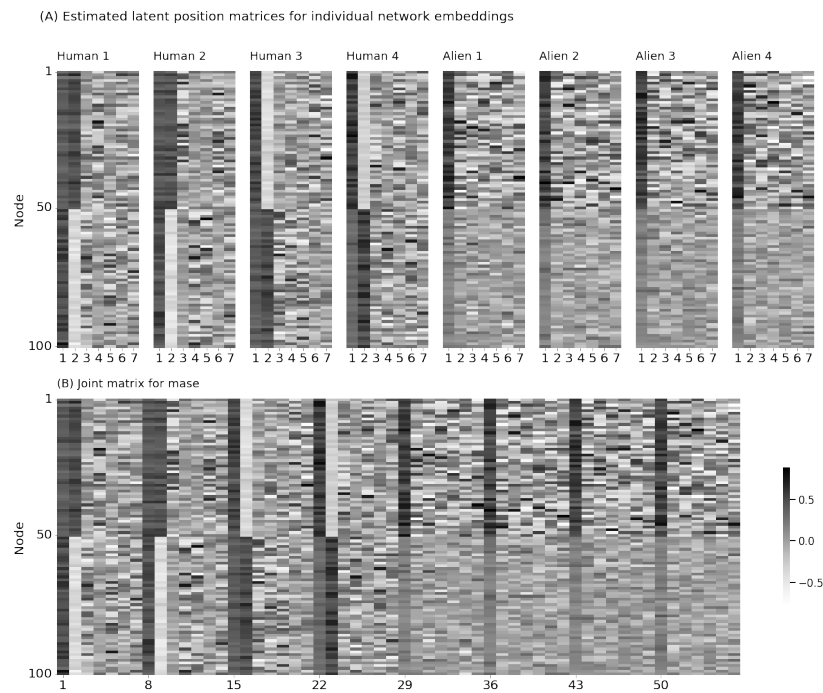 (A) Estimated latent position matrices for individual network embeddings
Human 1 Human 2 Human 3 Human 4 Alien 1 Alien 2 Alien 3 Alien 4
1
50
100
Node
1 2 3 4 5 6 7 1 2 3 4 5 6 7 1 2 3 4 5 6 7 1 2 3 4 5 6 7 1 2 3 4 5 6 7 1 2 3 4 5 6 7 1 2 3 4 5 6 7 1 2 3 4 5 6 7
(B) Joint matrix for mase
1
50
100
Node
1 8 15 22 29 36 43 50
0.5
0.0
−0.5